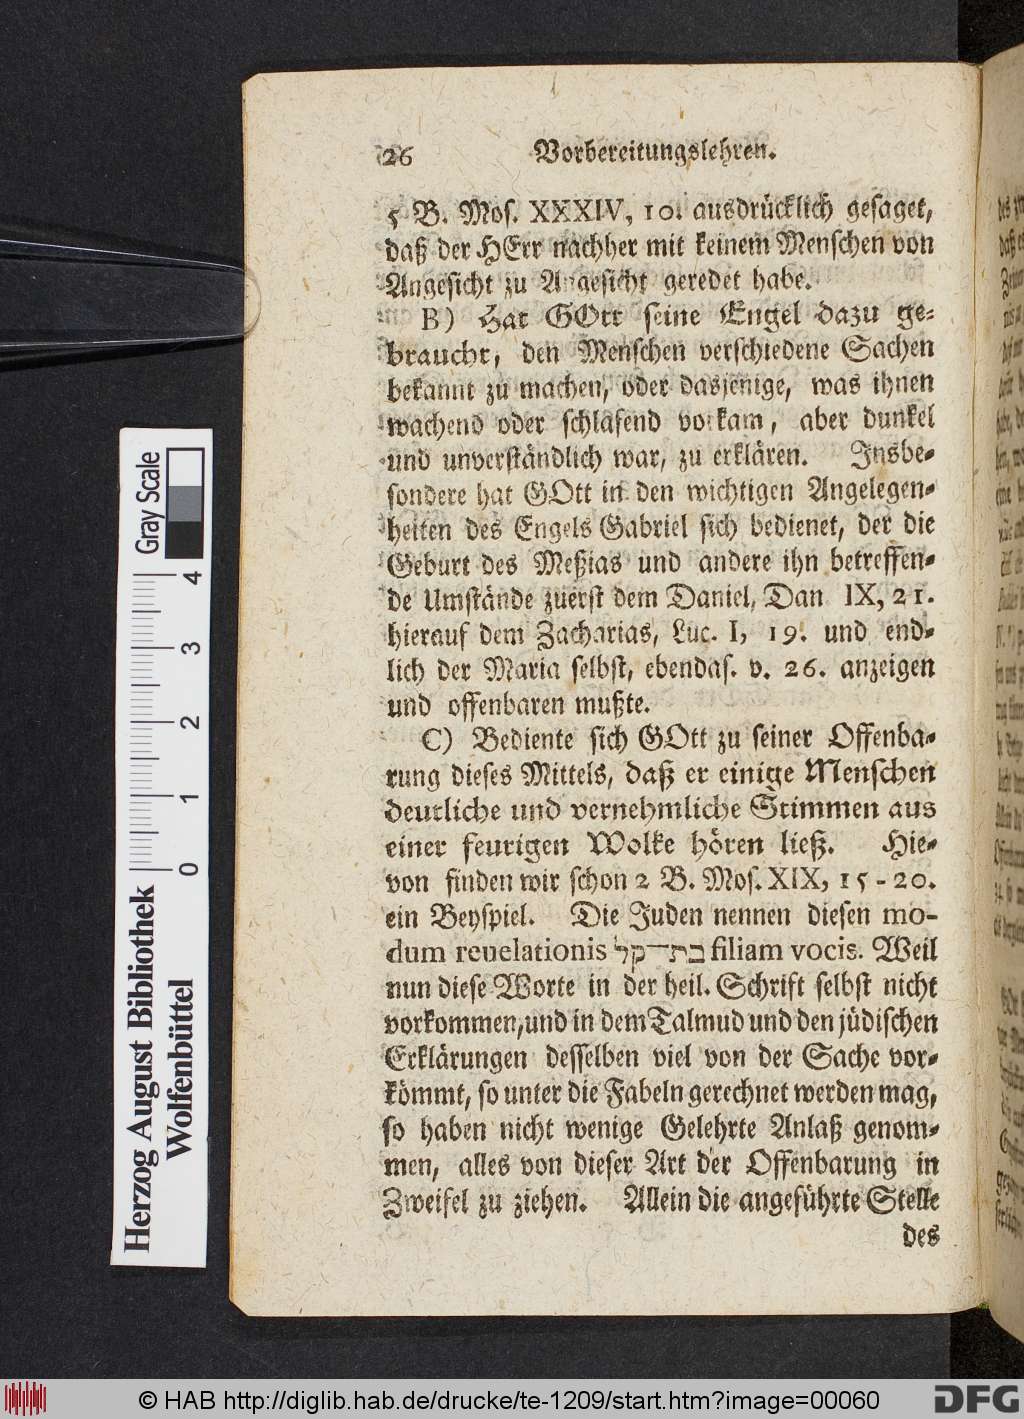 26 Vorbereitungslehren.
5 B. Mos. XXXIV, 10. ausdrücklich gesaget,
daß der HErr nachher mit keinem Menschen von
Angesicht zu Angesicht geredet habe.
B) Hat GOtt seine Engel dazu ge-
braucht, den Menschen verschiedene Sachen
bekannt zu machen, oder dasjenige, was ihnen
wachend oder schlafend vorkam, aber dunkel
und unverständlich war, zu erklären. Insbe-
sondere hat GOtt in den wichtigen Angelegen-
heiten des Engels Gabriel sich bedienet, der die
Geburt des Meßias und andere ihn betreffen-
de Umstände zuerst dem Daniel, Dan IX, 21.
hierauf dem Zacharias, Luc. I, 19. und end-
lich der Maria selbst, ebendas. v. 26. anzeigen
und offenbaren mußte.
C) Bediente sich GOtt zu seiner Offenba-
rung dieses Mittels, daß er einige Menschen
deutliche und vernehmliche Stimmen aus
einer feurigen Wolke hören ließ. Hie-
von finden wir schon 2 B. Mos. XIX, 15-20.
ein Beyspiel. Die Juden nennen diesen mo-
dum reuelationis בת־קל filiam vocis. Weil
nun diese Worte in der heil. Schrift selbst nicht
vorkommen, und in dem Talmud und den jüdischen
Erklärungen desselben viel von der Sache vor-
kömmt, so unter die Fabeln gerechnet werden mag,
so haben nicht wenige Gelehrte Anlaß genom-
men, alles von dieser Art der Offenbarung in
Zweifel zu ziehen. Allein die angeführte Stelle
des
Herzog August Bibliothek
Wolfenbüttel
0 1 2 3 4
Gray Scale
© HAB http://diglib.hab.de/drucke/te-1209/start.htm?image=00060
DFG